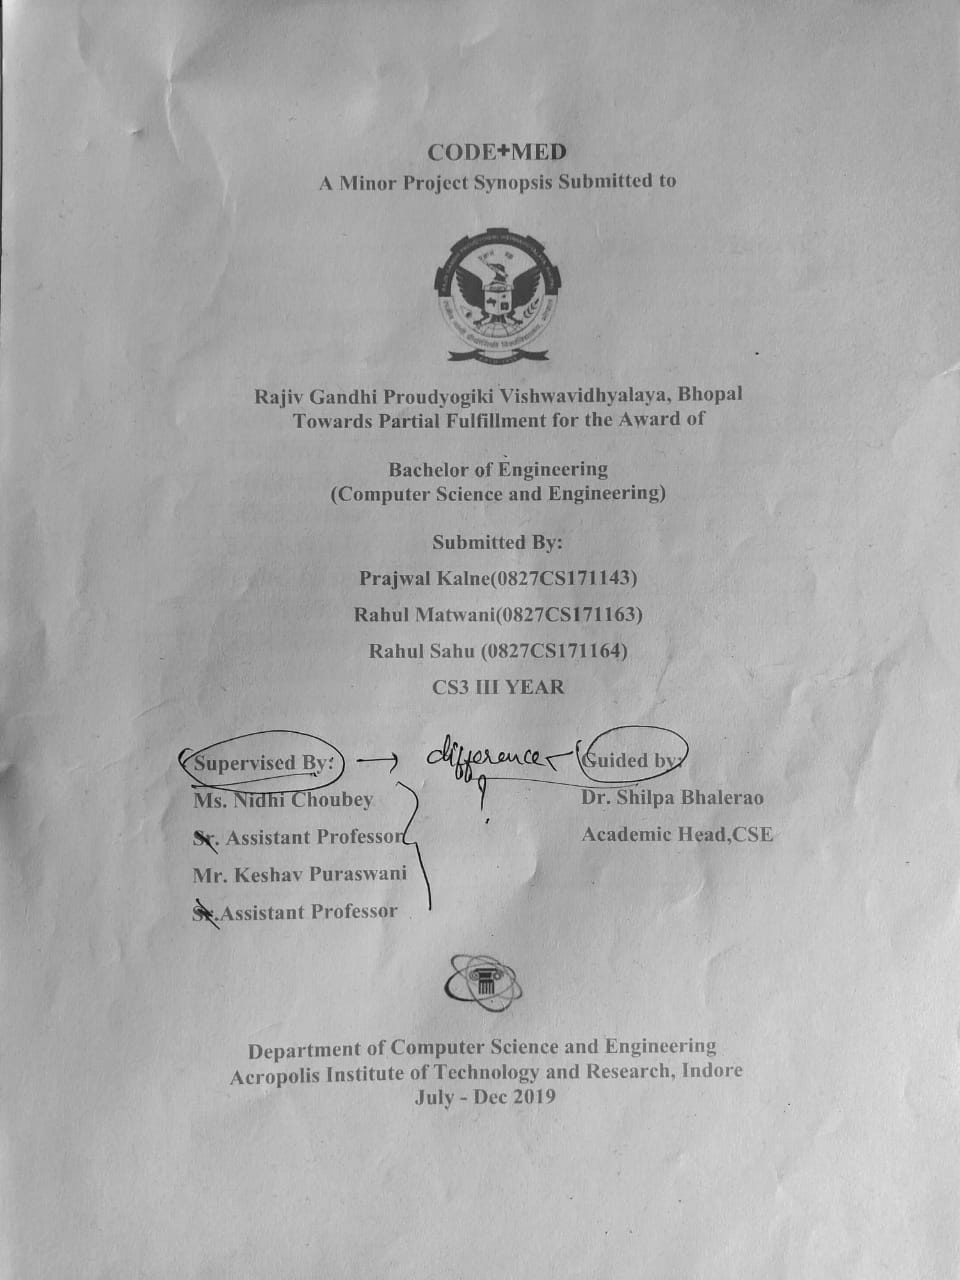 CODE+MED
A Minor Project Synopsis Submitted to
Rajiv Gandhi Proudyogiki Vishwavidhyalaya, Bhopal
Towards Partial Fulfillment for the Award of
Bachelor of Engineering
(Computer Science and Engineering)
Submitted By:
Prajwal Kalne(0827CS171143)
Rahul Matwani(0827CS171163)
Rahul Sahu (0827CS171164)
CS3 III YEAR
Supervised By: → difference ? Guided by:
Ms. Nidhi Choubey Dr. Shilpa Bhalerao
Sr. Assistant Professor Academic Head,CSE
Mr. Keshav Puraswani
Sr.Assistant Professor
Department of Computer Science and Engineering
Acropolis Institute of Technology and Research, Indore
July - Dec 2019